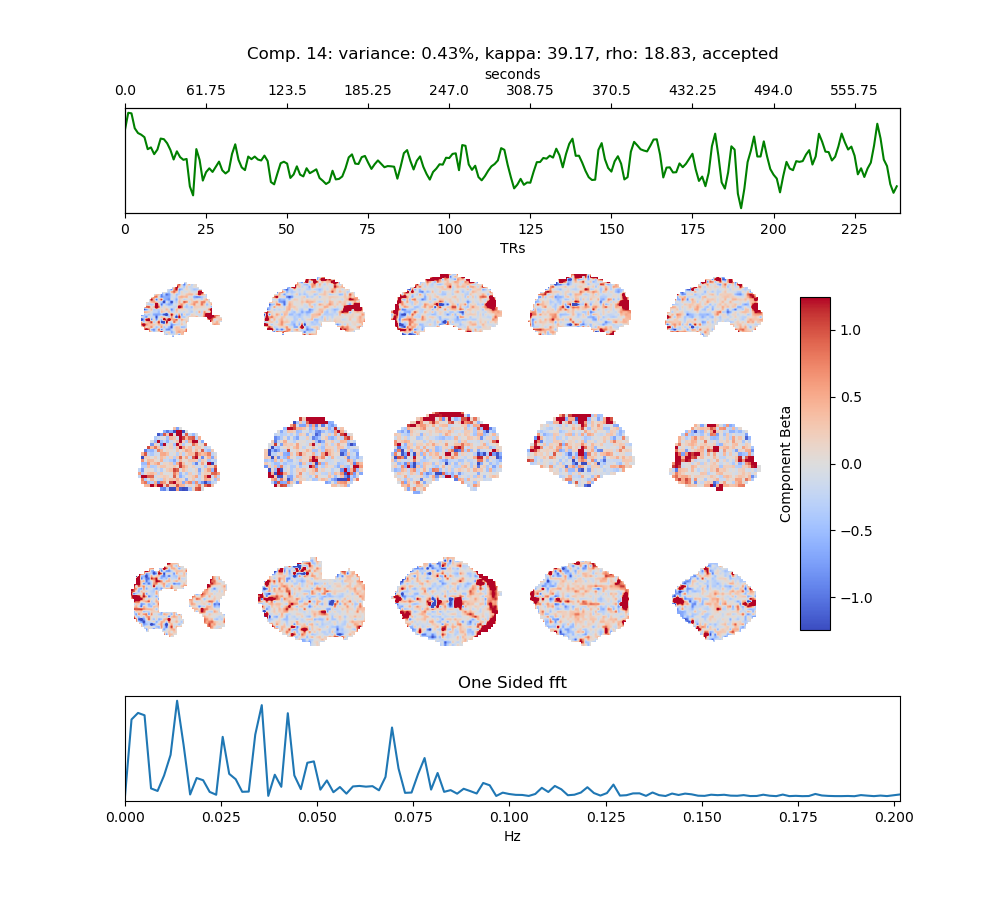 Comp. 14: variance: 0.43%, kappa: 39.17, rho: 18.83, accepted
seconds
0.0 61.75 123.5 185.25 247.0 308.75 370.5 432.25 494.0 555.75
0 25 50 75 100 125 150 175 200 225
TRs
1.0
0.5
0.0
−0.5
−1.0
Component Beta
One Sided fft
0.000 0.025 0.050 0.075 0.100 0.125 0.150 0.175 0.200
Hz